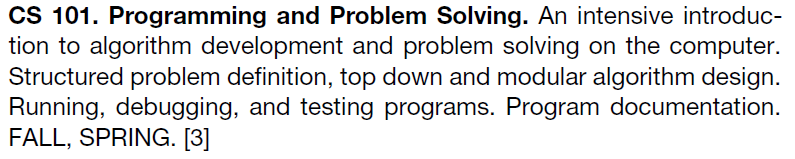 CS 101. Programming and Problem Solving. An intensive introduc-
tion to algorithm development and problem solving on the computer.
Structured problem definition, top down and modular algorithm design.
Running, debugging, and testing programs. Program documentation.
FALL, SPRING. [3]